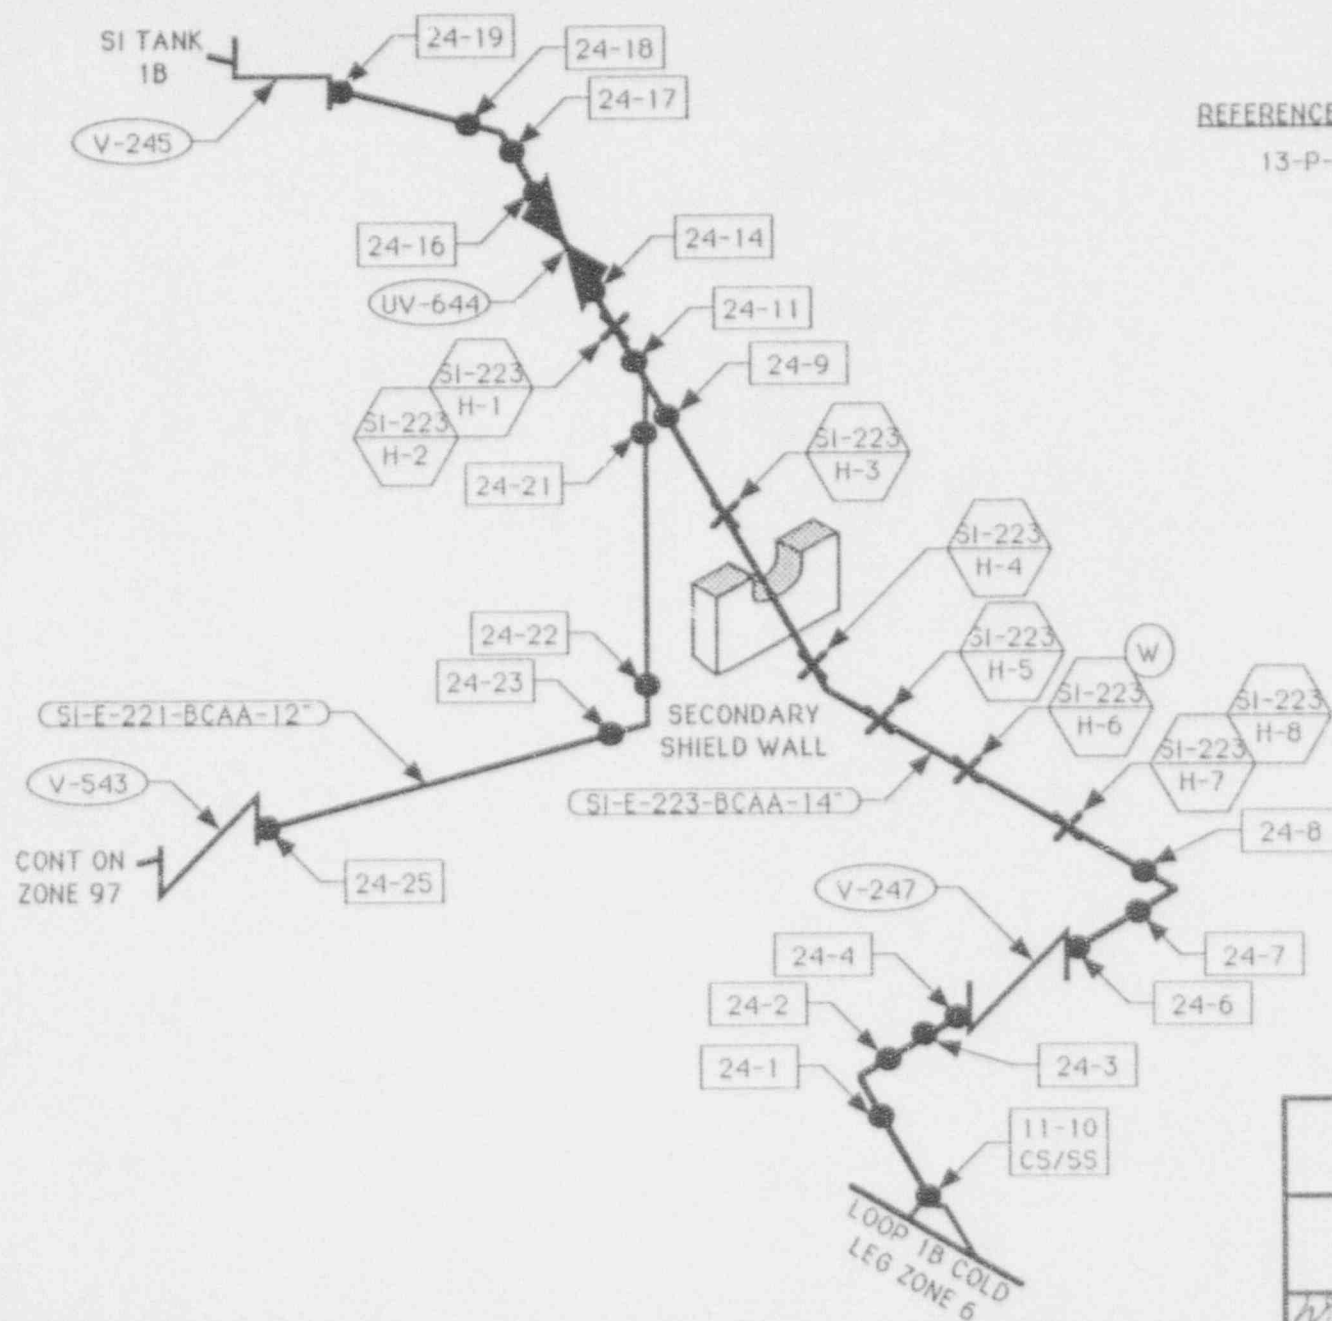 SI TANK
1B
24-19
24-18
24-17
V-245
REFERENCE
13-P-
24-16
24-14
UV-644
24-11
SI-223
H-1
24-9
SI-223
H-2
SI-223
H-3
24-21
SI-223
H-4
24-22
SI-223
H-5
W
24-23
SI-223
H-6
SI-223
H-8
SI-E-221-BCAA-12"
SECONDARY
SHIELD WALL
SI-223
H-7
V-543
SI-E-223-BCAA-14"
24-8
CONT ON
ZONE 97
24-25
V-247
24-4
24-7
24-2
24-6
24-1
24-3
11-10
CS/SS
LOOP 1B COLD
LEG ZONE 6